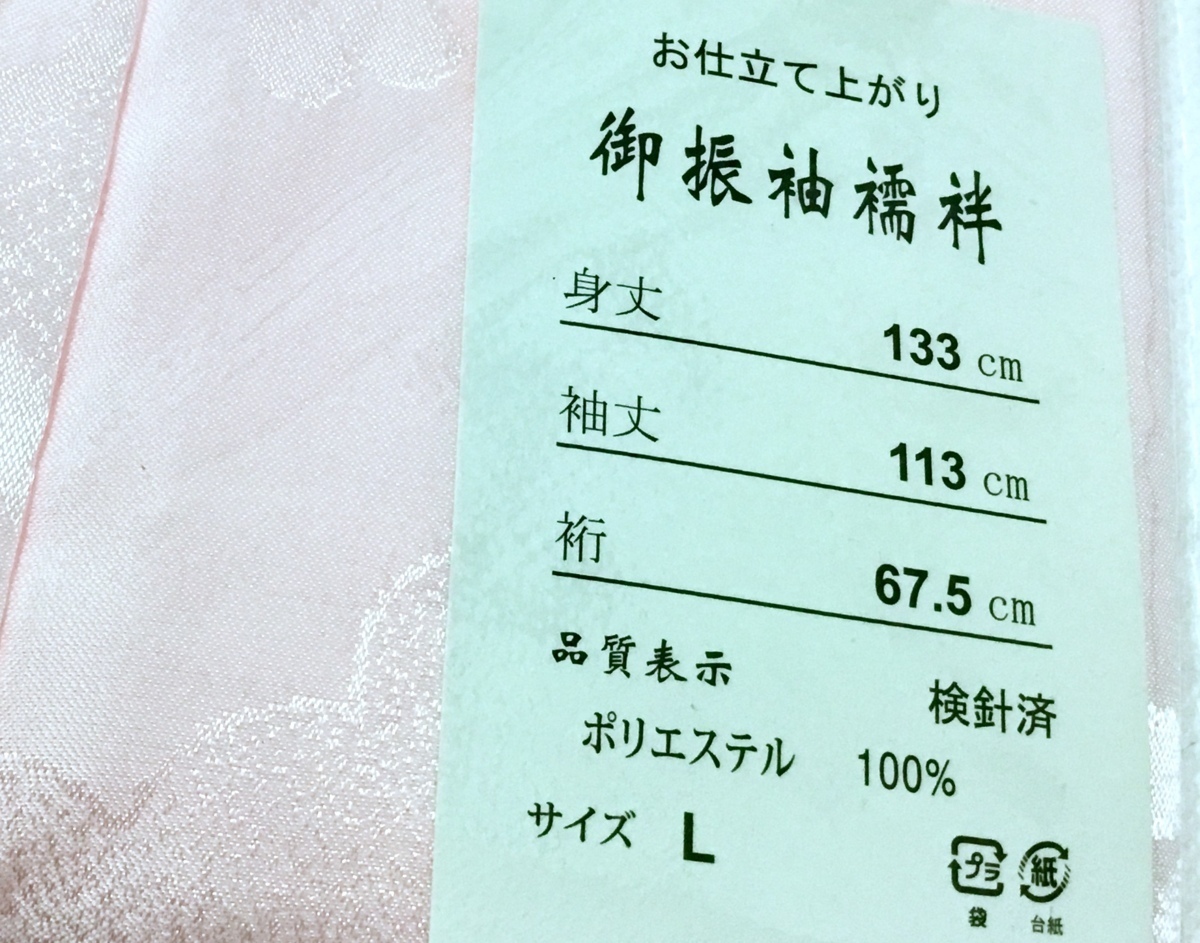 お仕立て上がり
御振袖襦袢
身丈 133 cm
袖丈 113 cm
裄 67.5 cm
品質表示 検針済
ポリエステル 100%
サイズ L
プラ 紙
袋 台紙